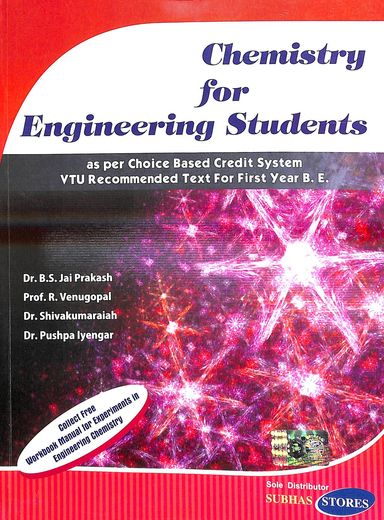 Chemistry
for
Engineering Students
as per Choice Based Credit System
VTU Recommended Text For First Year B. E.
Dr. B.S. Jai Prakash
Prof. R. Venugopal
Dr. Shivakumaraiah
Dr. Pushpa Iyengar
Collect Free
Workbook Manual for Experiments in
Engineering Chemistry
Sole Distributor
SUBHAS STORES